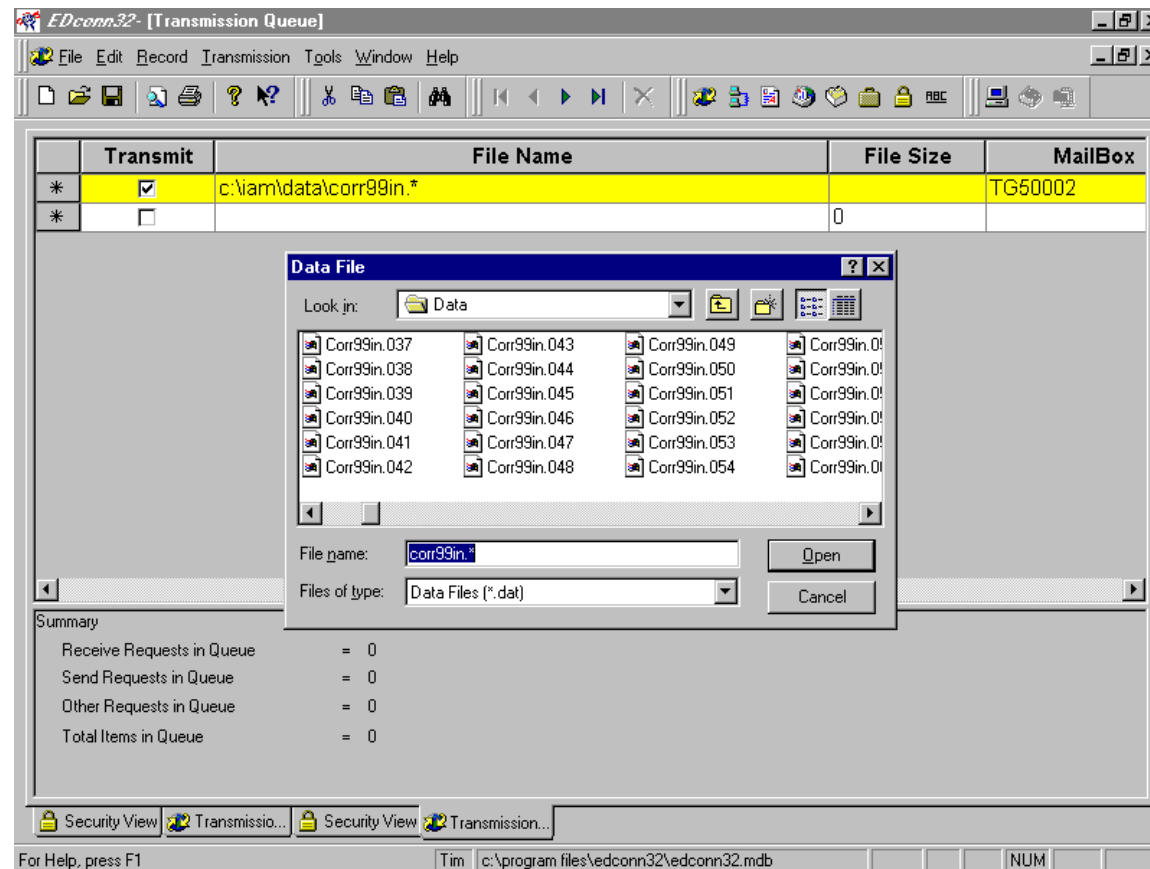 EDconn32- [Transmission Queue]
File Edit Record Transmission Tools Window Help
ABC
Transmit File Name File Size MailBox
* c:\iam\data\corr99in.* TG50002
* 0
Data File
Look in: Data
Corr99in.037 Corr99in.043 Corr99in.049
Corr99in.038 Corr99in.044 Corr99in.050
Corr99in.039 Corr99in.045 Corr99in.051
Corr99in.040 Corr99in.046 Corr99in.052
Corr99in.041 Corr99in.047 Corr99in.053
Corr99in.042 Corr99in.048 Corr99in.054
File name: corr99in.* Open
Files of type: Data Files (*.dat) Cancel
Summary
Receive Requests in Queue = 0
Send Requests in Queue = 0
Other Requests in Queue = 0
Total Items in Queue = 0
Security View Transmissio... Security View Transmission...
For Help, press F1 Tim c:\program files\edconn32\edconn32.mdb NUM